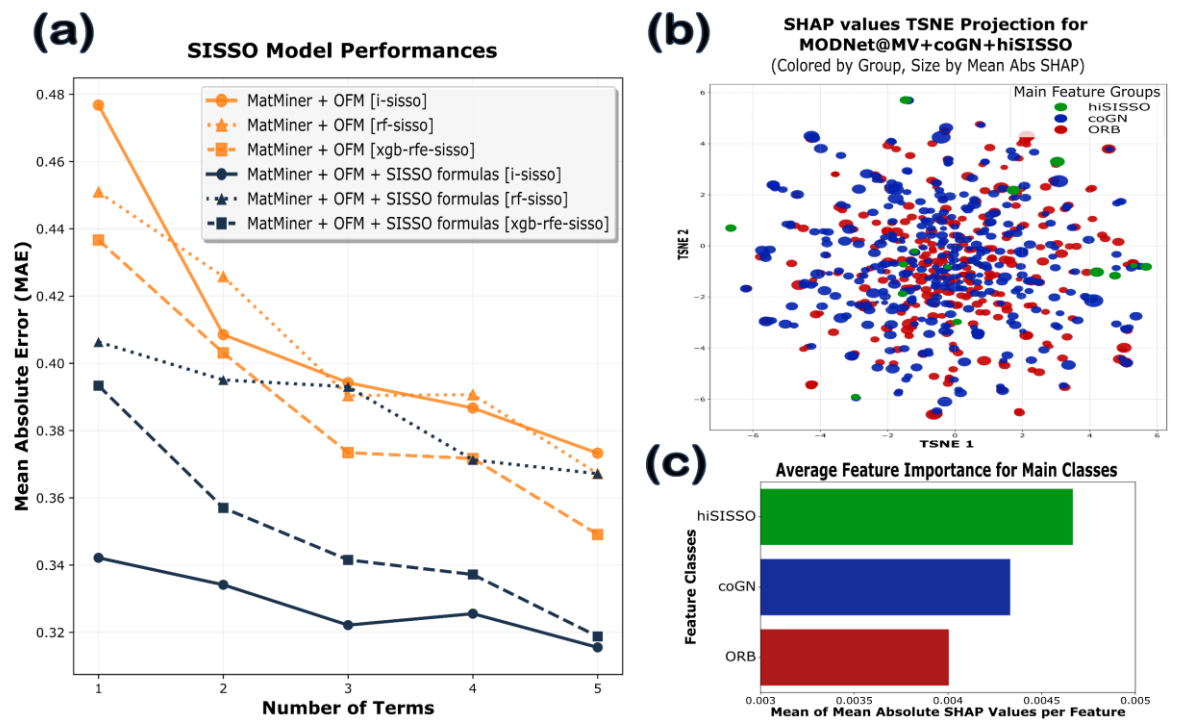 (a)
SISSO Model Performances
MatMiner + OFM [i-sisso]
MatMiner + OFM [rf-sisso]
MatMiner + OFM [xgb-rfe-sisso]
MatMiner + OFM + SISSO formulas [i-sisso]
MatMiner + OFM + SISSO formulas [rf-sisso]
MatMiner + OFM + SISSO formulas [xgb-rfe-sisso]
Mean Absolute Error (MAE)
0.48
0.46
0.44
0.42
0.40
0.38
0.36
0.34
0.32
1
2
3
4
5
Number of Terms
(b)
SHAP values TSNE Projection for
MODNet@MV+coGN+hiSISSO
(Colored by Group, Size by Mean Abs SHAP)
Main Feature Groups
hiSISSO
coGN
ORB
TSNE 2
6
4
2
0
−2
−4
−6
−6
−4
−2
0
2
4
6
TSNE 1
(c)
Average Feature Importance for Main Classes
Feature Classes
hiSISSO
coGN
ORB
0.003
0.0035
0.004
0.0045
0.005
Mean of Mean Absolute SHAP Values per Feature